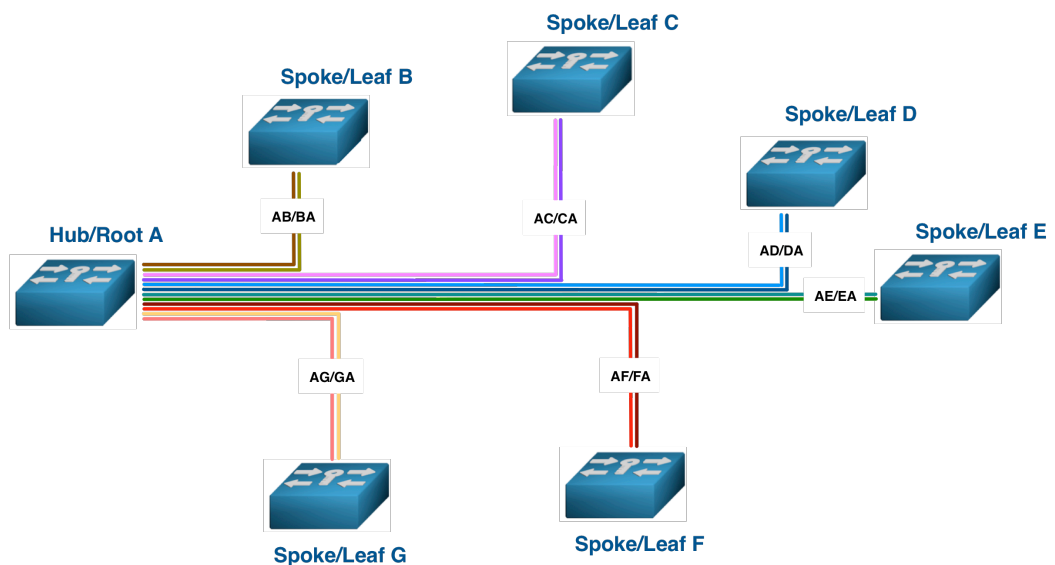 Spoke/Leaf C
Spoke/Leaf B
Spoke/Leaf D
AB/BA
AC/CA
Hub/Root A
Spoke/Leaf E
AD/DA
AE/EA
AG/GA
AF/FA
Spoke/Leaf F
Spoke/Leaf G